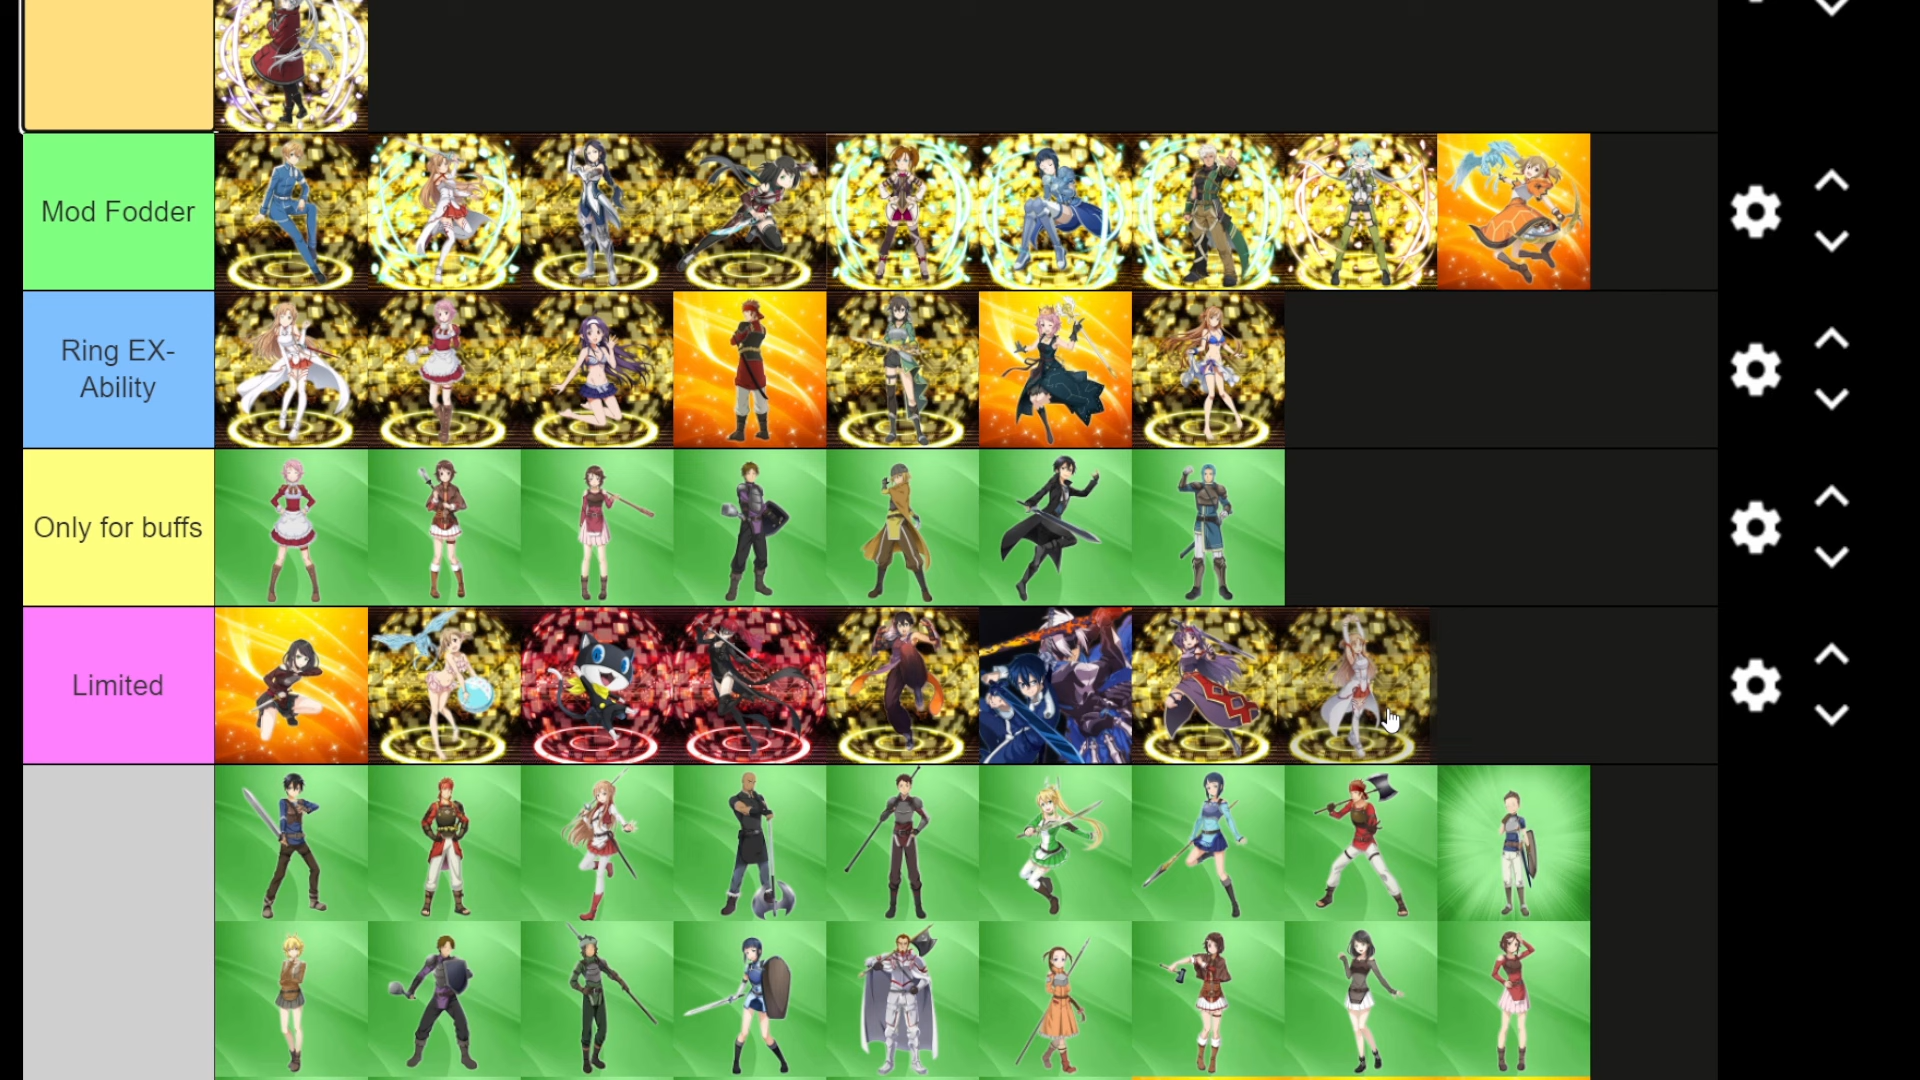 Mod Fodder
Ring EX-
Ability
Only for buffs
Limited